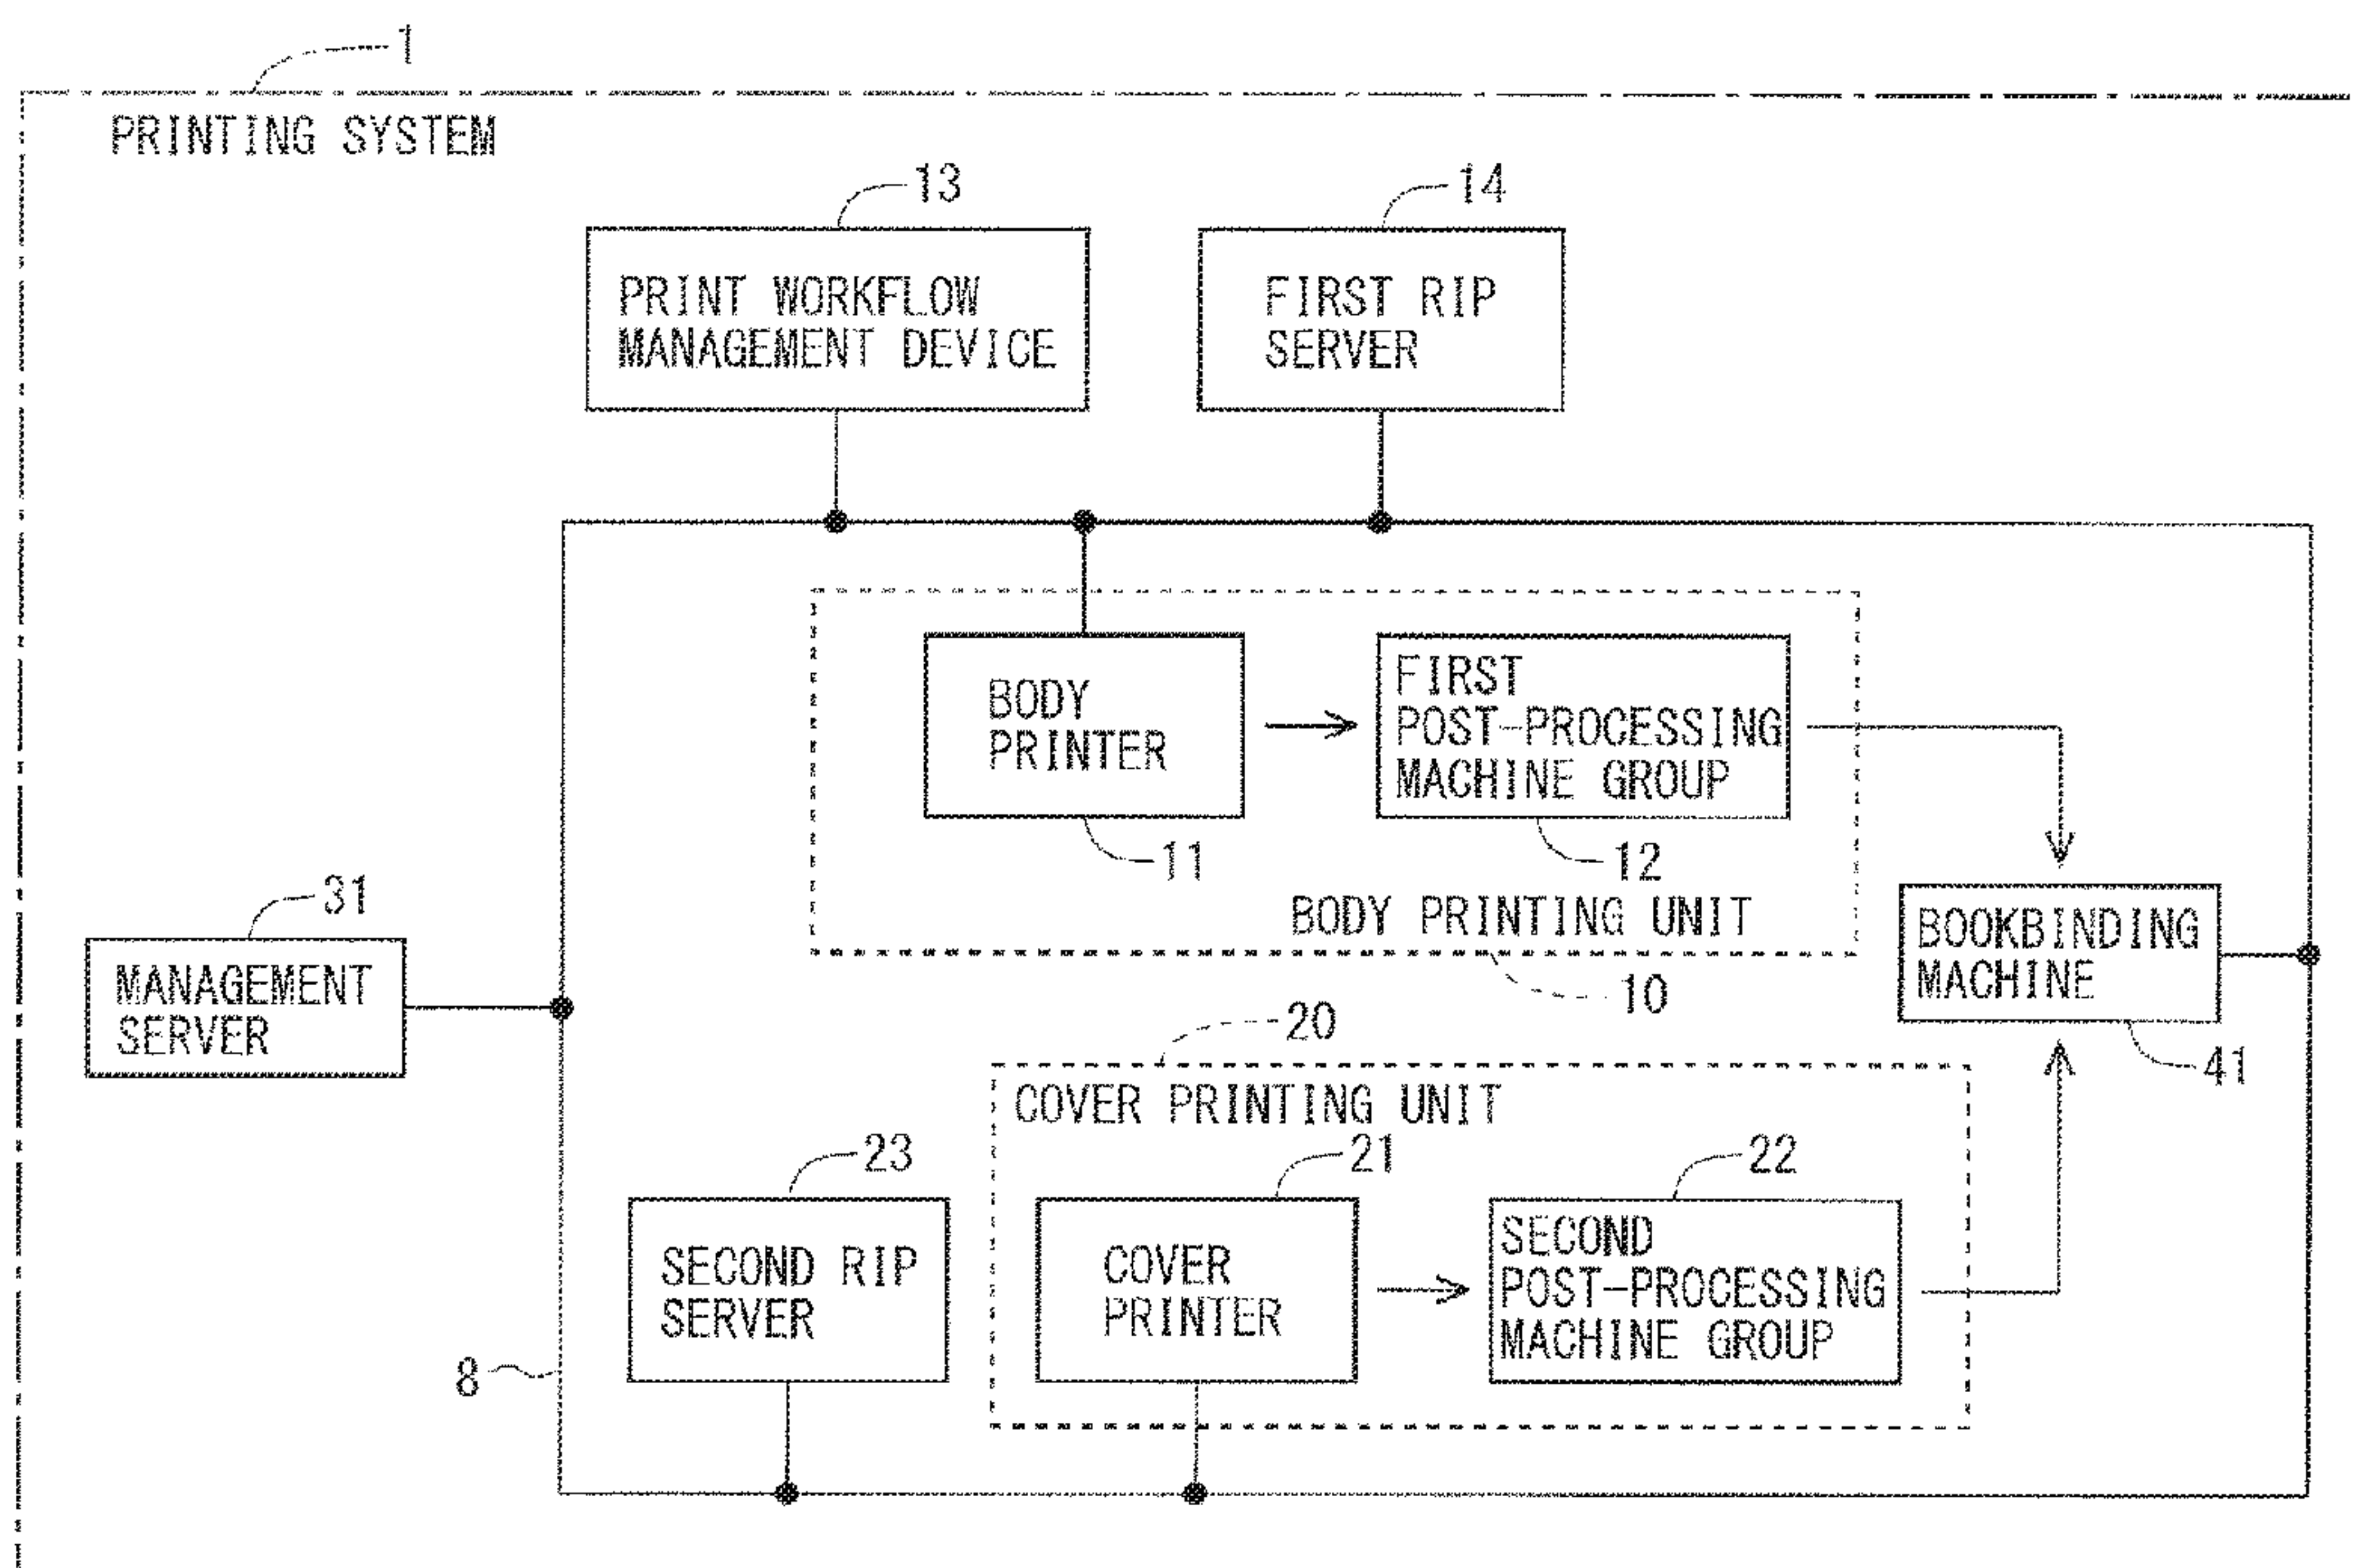 1
PRINTING SYSTEM
13
14
PRINT WORKFLOW
MANAGEMENT DEVICE
FIRST RIP
SERVER
BODY
PRINTER
FIRST
POST-PROCESSING
MACHINE GROUP
11
12
BODY PRINTING UNIT
10
31
MANAGEMENT
SERVER
BOOKBINDING
MACHINE
41
20
COVER PRINTING UNIT
23
21
22
SECOND RIP
SERVER
COVER
PRINTER
SECOND
POST-PROCESSING
MACHINE GROUP
8